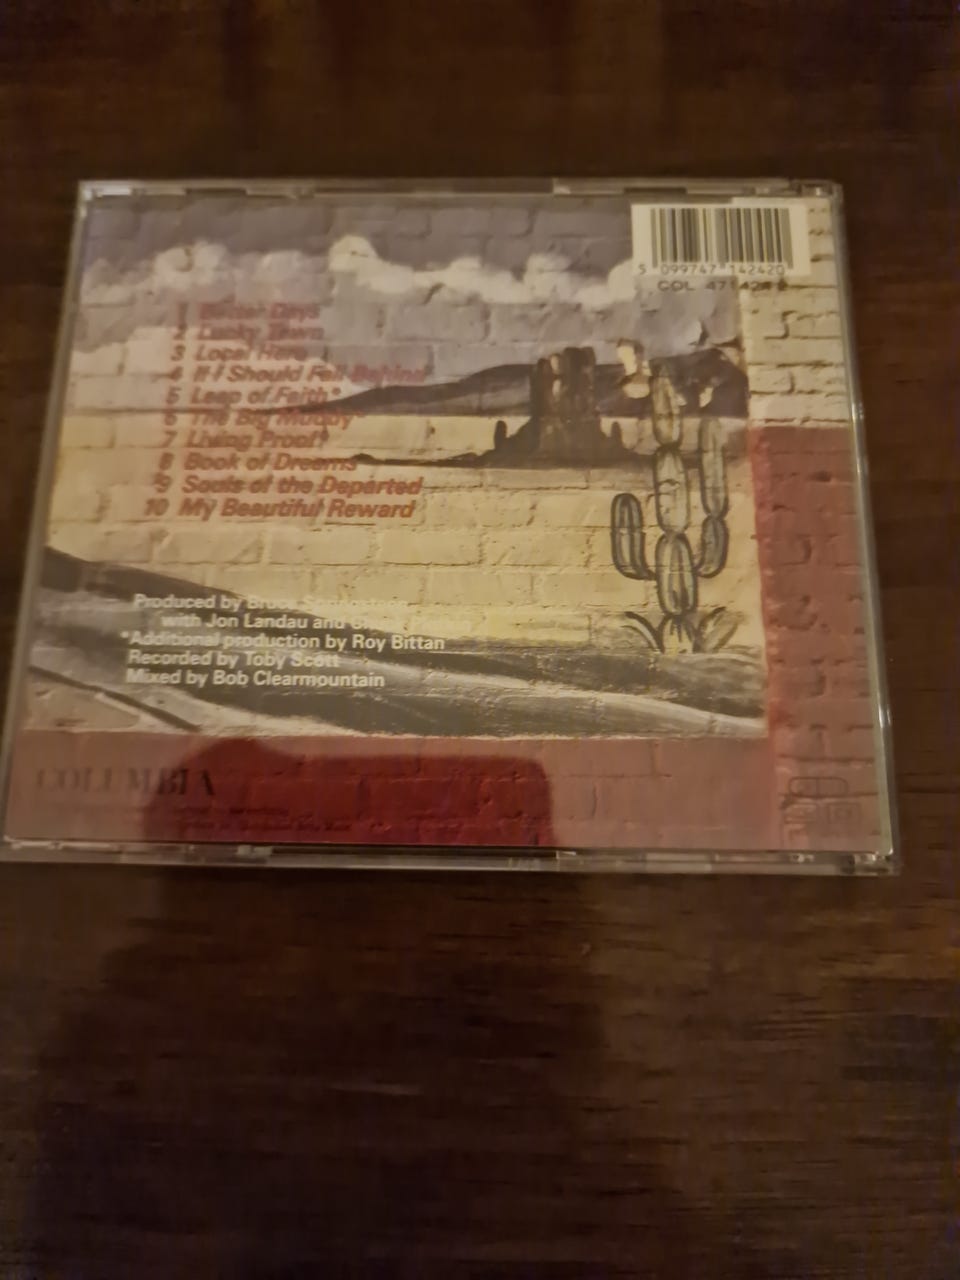 5 099747 142420
COL 471424 2
1 Better Days
2 Lucky Town
3 Local Hero
4 If I Should Fall Behind
5 Leap of Faith*
6 The Big Muddy*
7 Living Proof*
8 Book of Dreams
9 Souls of the Departed
10 My Beautiful Reward
Produced by Bruce Springsteen
with Jon Landau and
*Additional production by Roy Bittan
Recorded by Toby Scott
Mixed by Bob Clearmountain
COLUMBIA